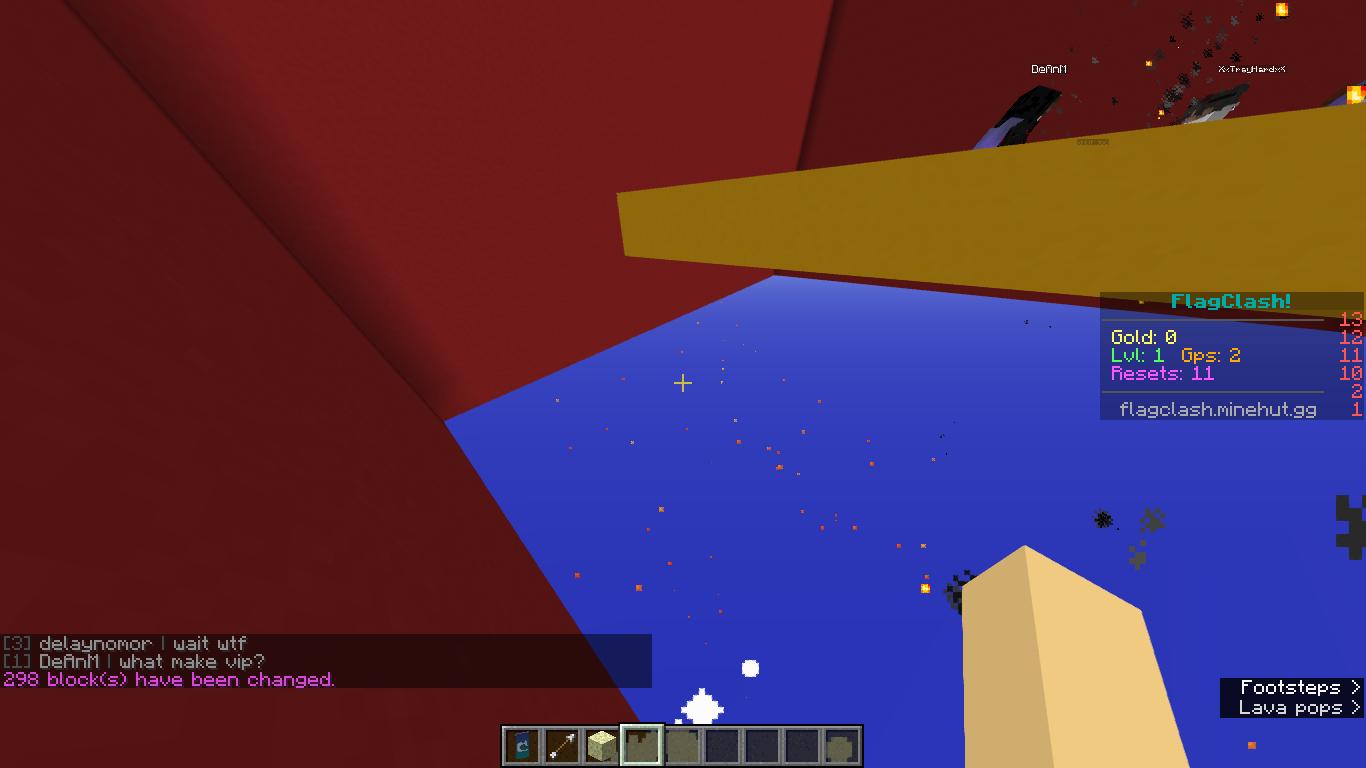 DeAnM
XxTreyHardxX
FlagClash!
13
Gold: 0 12
Lvl: 1 Gps: 2 11
Resets: 11 10
2
flagclash.minehut.gg 1
[3] delaynomor | wait wtf
[1] DeAnM | what make vip?
298 block(s) have been changed.
Footsteps >
Lava pops >